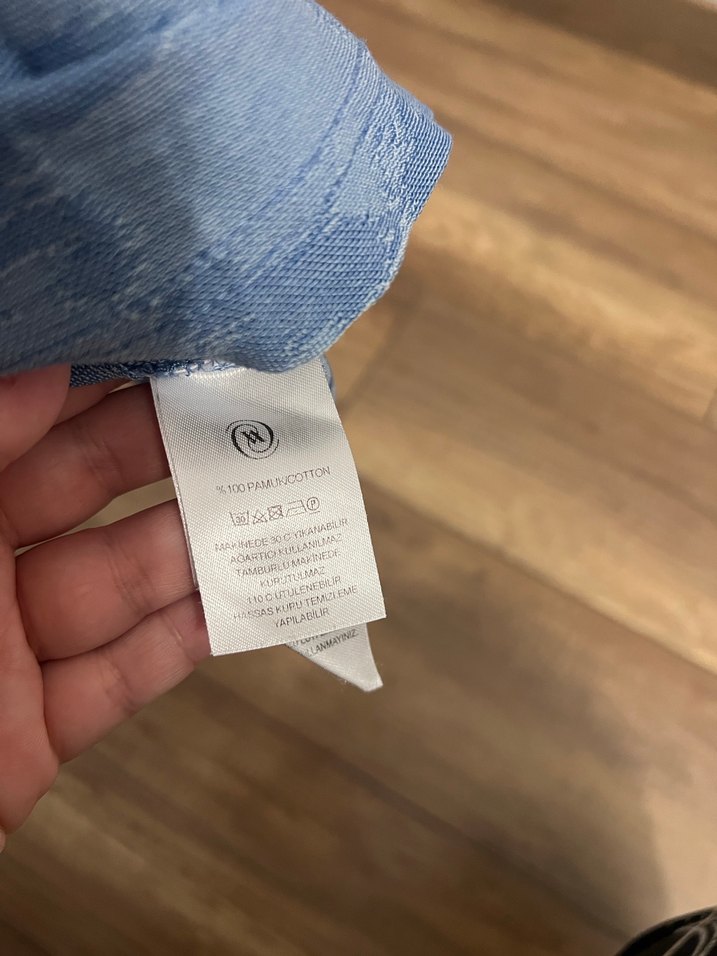 %100 PAMUK/COTTON
30 P
MAKİNEDE 30 C YIKANABİLİR
AĞARTICI KULLANILMAZ
TAMBURLU MAKİNEDE
KURUTULMAZ
110 C ÜTÜLENEBİLİR
HASSAS KURU TEMİZLEME
YAPILABİLİR